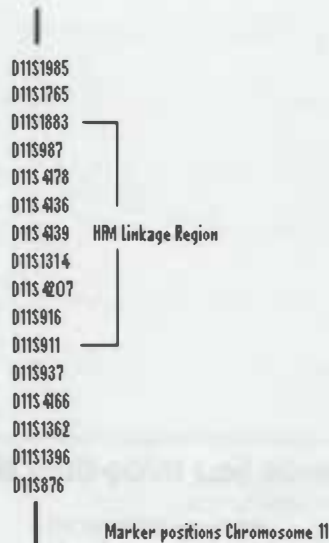 D11S1985
D11S1765
D11S1883
D11S987
D11S4178
D11S4136
D11S4139 HBM Linkage Region
D11S1314
D11S4207
D11S916
D11S911
D11S937
D11S4166
D11S1362
D11S1396
D11S876
Marker positions Chromosome 11